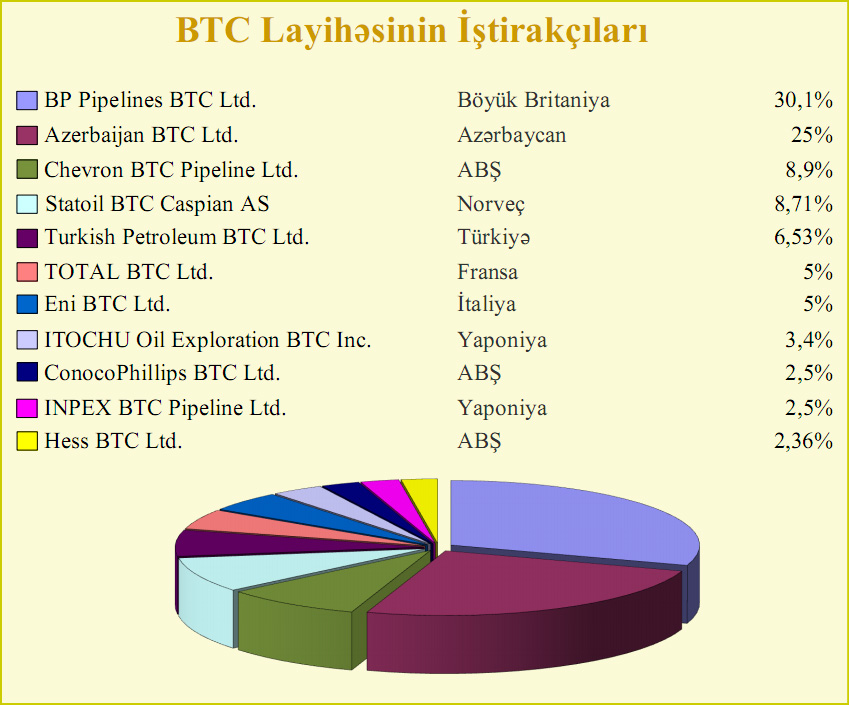 BTC Layihəsinin İştirakçıları
BP Pipelines BTC Ltd. Böyük Britaniya 30,1%
Azerbaijan BTC Ltd. Azərbaycan 25%
Chevron BTC Pipeline Ltd. ABŞ 8,9%
Statoil BTC Caspian AS Norveç 8,71%
Turkish Petroleum BTC Ltd. Türkiyə 6,53%
TOTAL BTC Ltd. Fransa 5%
Eni BTC Ltd. İtaliya 5%
ITOCHU Oil Exploration BTC Inc. Yaponiya 3,4%
ConocoPhillips BTC Ltd. ABŞ 2,5%
INPEX BTC Pipeline Ltd. Yaponiya 2,5%
Hess BTC Ltd. ABŞ 2,36%